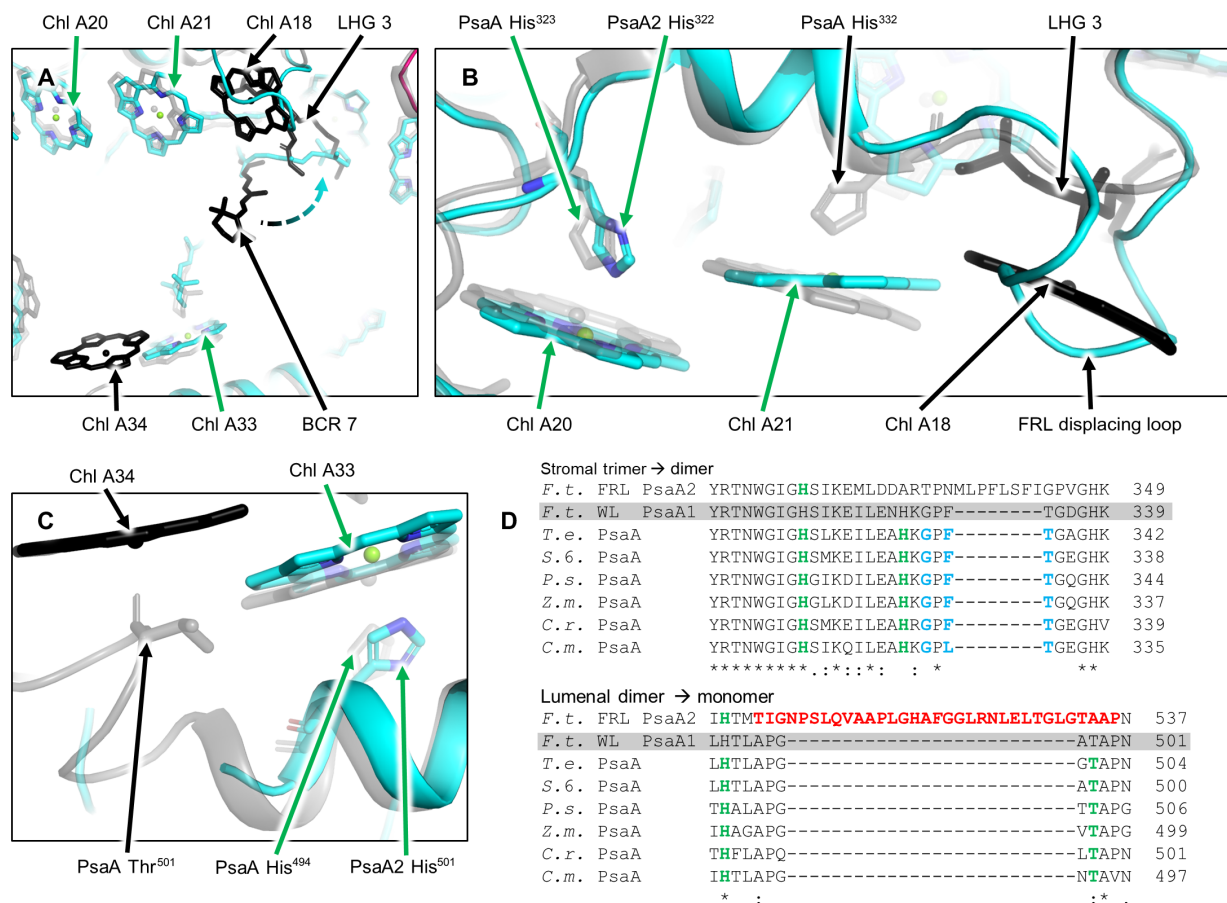 Chl A20 Chl A21 Chl A18 LHG 3
A
Chl A34 Chl A33 BCR 7
PsaA His323 PsaA2 His322 PsaA His332 LHG 3
B
Chl A20 Chl A21 Chl A18 FRL displacing loop
Chl A34 Chl A33
C
PsaA Thr501 PsaA His494 PsaA2 His501
D
Stromal trimer → dimer
F.t. FRL PsaA2 YRTNWGIGHSIKEMLDDARTPNMLPFLSFIGPVGHK 349
F.t. WL PsaA1 YRTNWGIGHSIKEILENHKGPF---------TGDGHK 339
T.e. PsaA YRTNWGIGHSLKEILEAHKGPF---------TGAGHK 342
S.6. PsaA YRTNWGIGHSMKEILEAHKGPF---------TGEGHK 338
P.s. PsaA YRTNWGIGHGIKDILEAHKGPF---------TGQGHK 344
Z.m. PsaA YRTNWGIGHGLKDILEAHKGPF---------TGQGHK 337
C.r. PsaA YRTNWGIGHSMKEILEAHRGPF---------TGEGHV 339
C.m. PsaA YRTNWGIGHSIKQILEAHKGPL---------TGEGHK 335
********** .:*::* : * **
Lumenal dimer → monomer
F.t. FRL PsaA2 IHTMTIGNPSLQVAAPLGHAFGGLRNLELTGLGTAAPN 537
F.t. WL PsaA1 LHTLAPG---------------------------ATAPN 501
T.e. PsaA LHTLAPG---------------------------GTAPN 504
S.6. PsaA LHTLAPG---------------------------ATAPN 500
P.s. PsaA THALAPG---------------------------TTAPG 506
Z.m. PsaA IHAGAPG---------------------------VTAPG 499
C.r. PsaA THFLAPQ---------------------------LTAPN 501
C.m. PsaA IHTLAPG---------------------------NTAVN 497
* : :* .